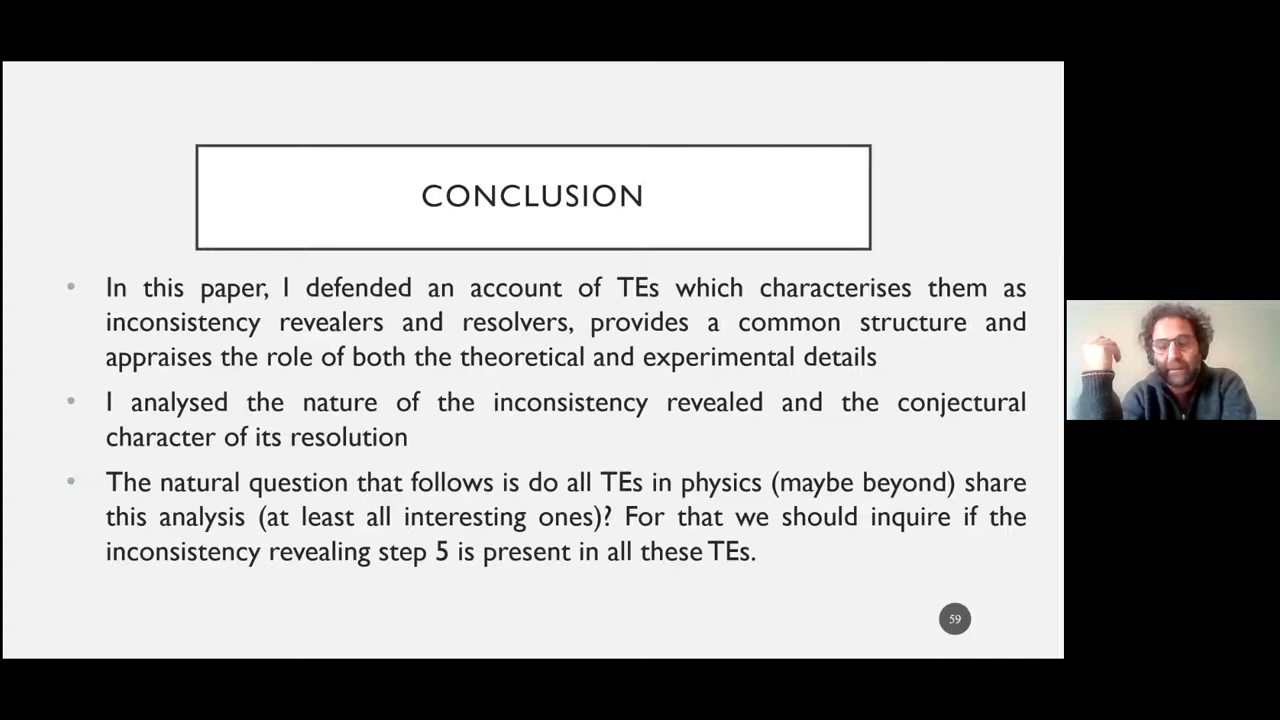 CONCLUSION
• In this paper, I defended an account of TEs which characterises them as
inconsistency revealers and resolvers, provides a common structure and
appraises the role of both the theoretical and experimental details
• I analysed the nature of the inconsistency revealed and the conjectural
character of its resolution
• The natural question that follows is do all TEs in physics (maybe beyond) share
this analysis (at least all interesting ones)? For that we should inquire if the
inconsistency revealing step 5 is present in all these TEs.
59